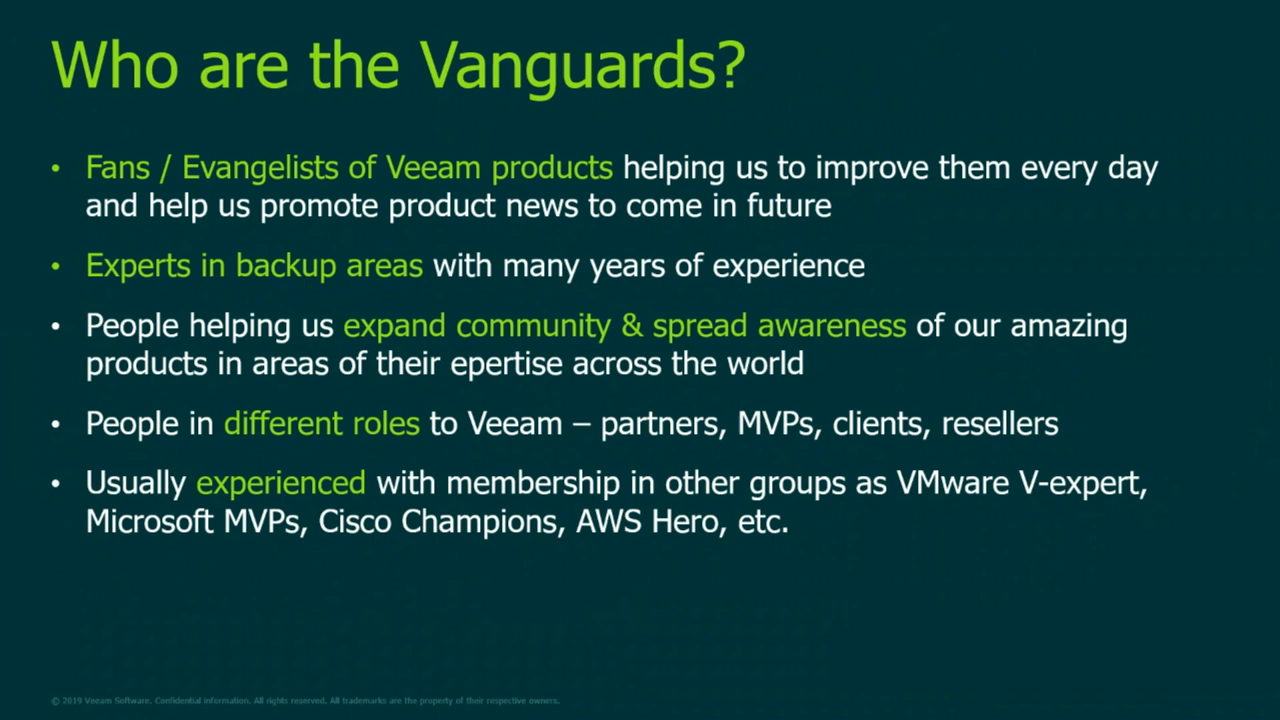 Who are the Vanguards?
• Fans / Evangelists of Veeam products helping us to improve them every day
and help us promote product news to come in future
• Experts in backup areas with many years of experience
• People helping us expand community & spread awareness of our amazing
products in areas of their epertise across the world
• People in different roles to Veeam – partners, MVPs, clients, resellers
• Usually experienced with membership in other groups as VMware V-expert,
Microsoft MVPs, Cisco Champions, AWS Hero, etc.
© 2019 Veeam Software. Confidential information. All rights reserved. All trademarks are the property of their respective owners.